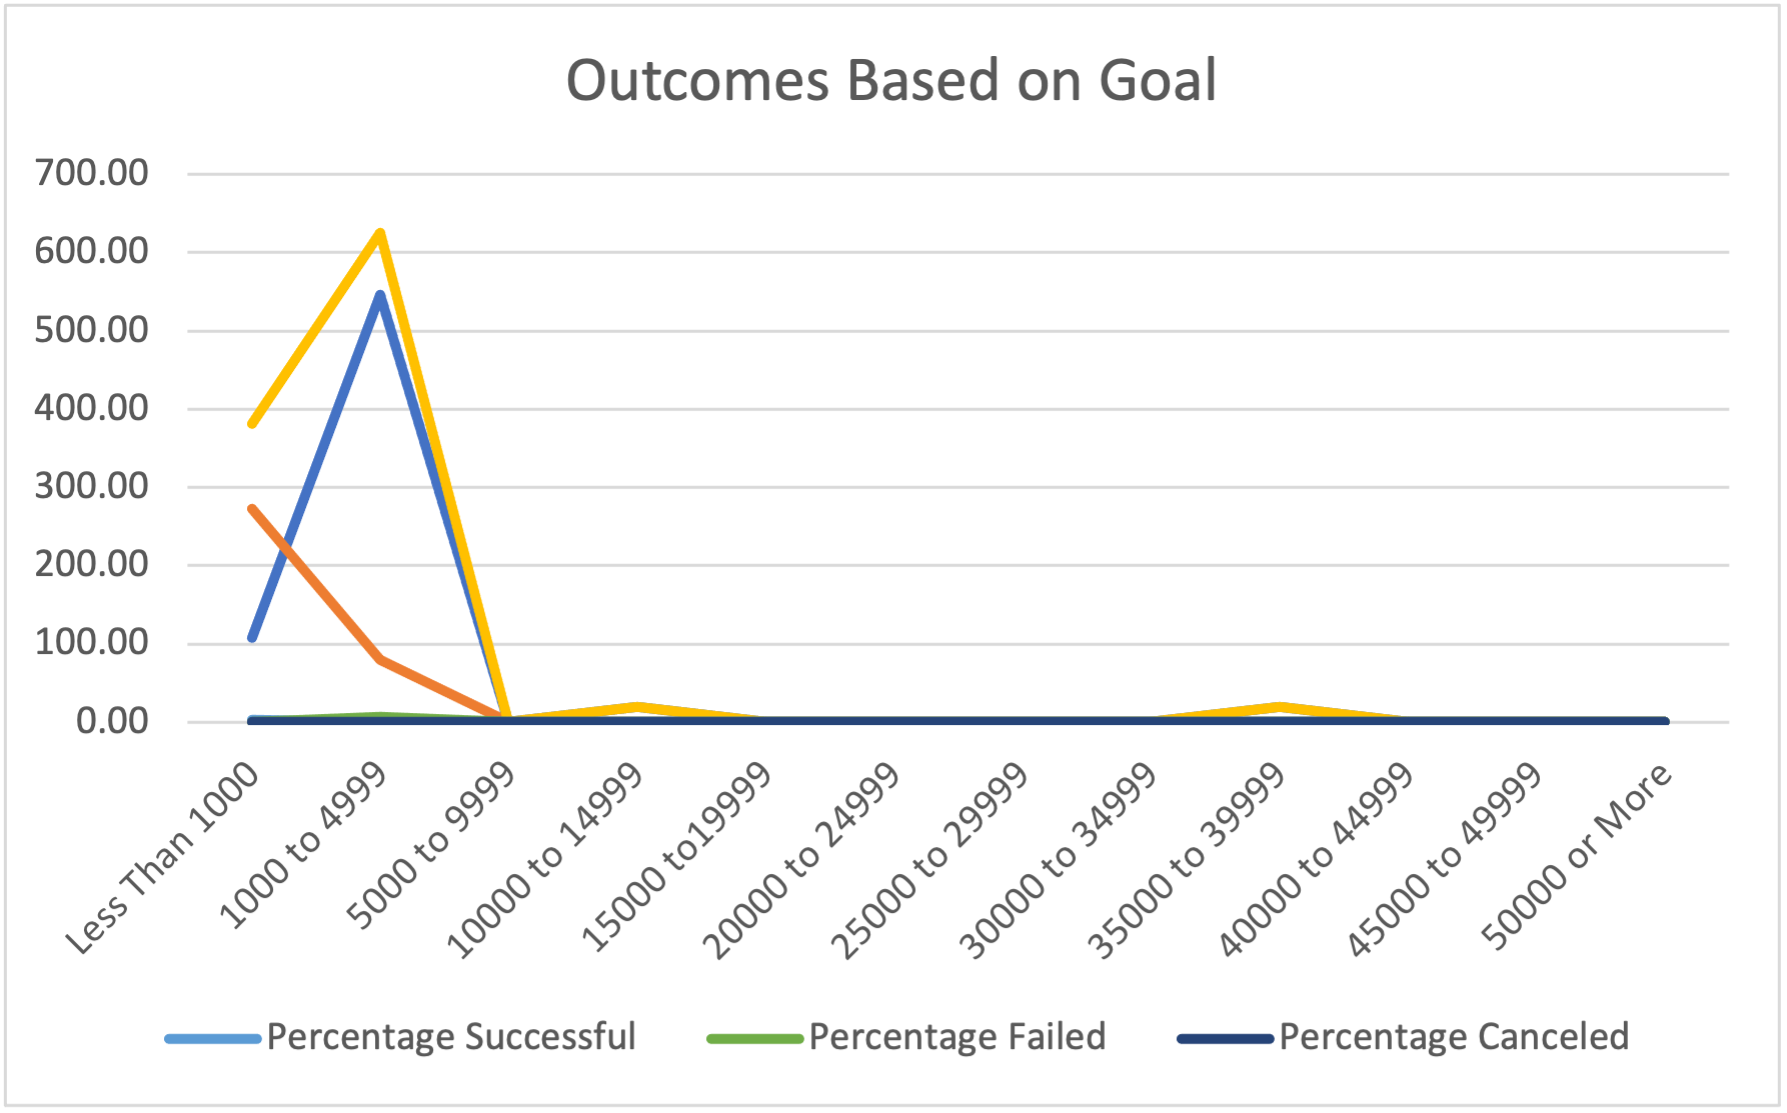 Outcomes Based on Goal
700.00
600.00
500.00
400.00
300.00
200.00
100.00
0.00
Less Than 1000
1000 to 4999
5000 to 9999
10000 to 14999
15000 to19999
20000 to 24999
25000 to 29999
30000 to 34999
35000 to 39999
40000 to 44999
45000 to 49999
50000 or More
Percentage Successful
Percentage Failed
Percentage Canceled